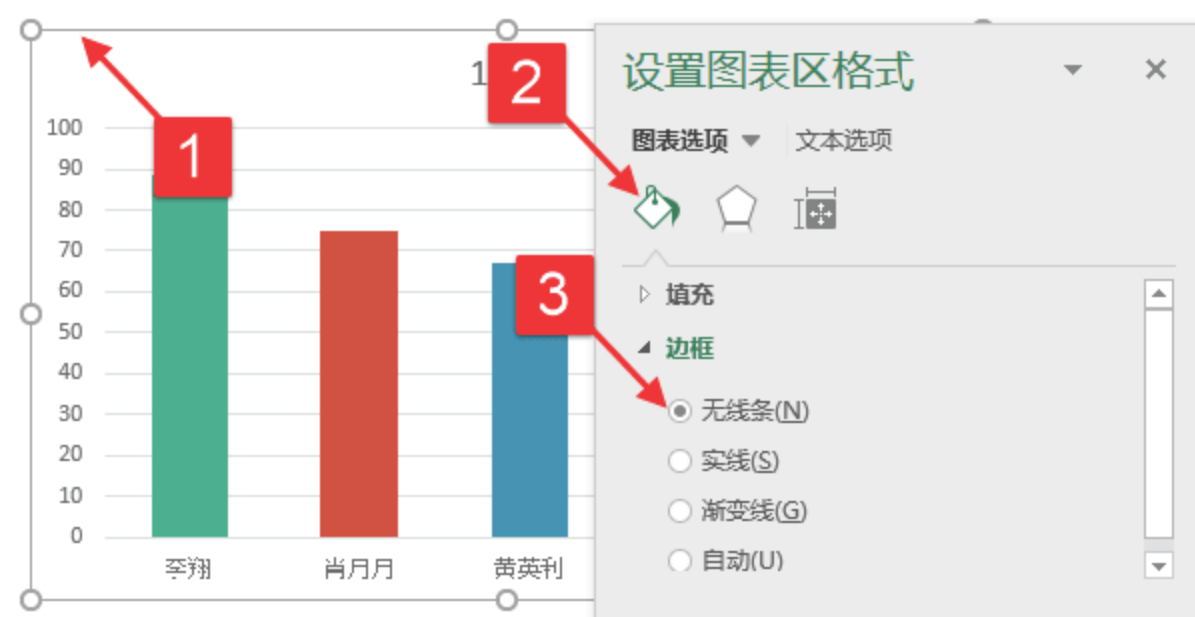 1
2
3
1
100
90
80
70
60
50
40
30
20
10
0
李翔
肖月月
黄英利
设置图表区格式
图表选项
文本选项
填充
边框
无线条(N)
实线(S)
渐变线(G)
自动(U)